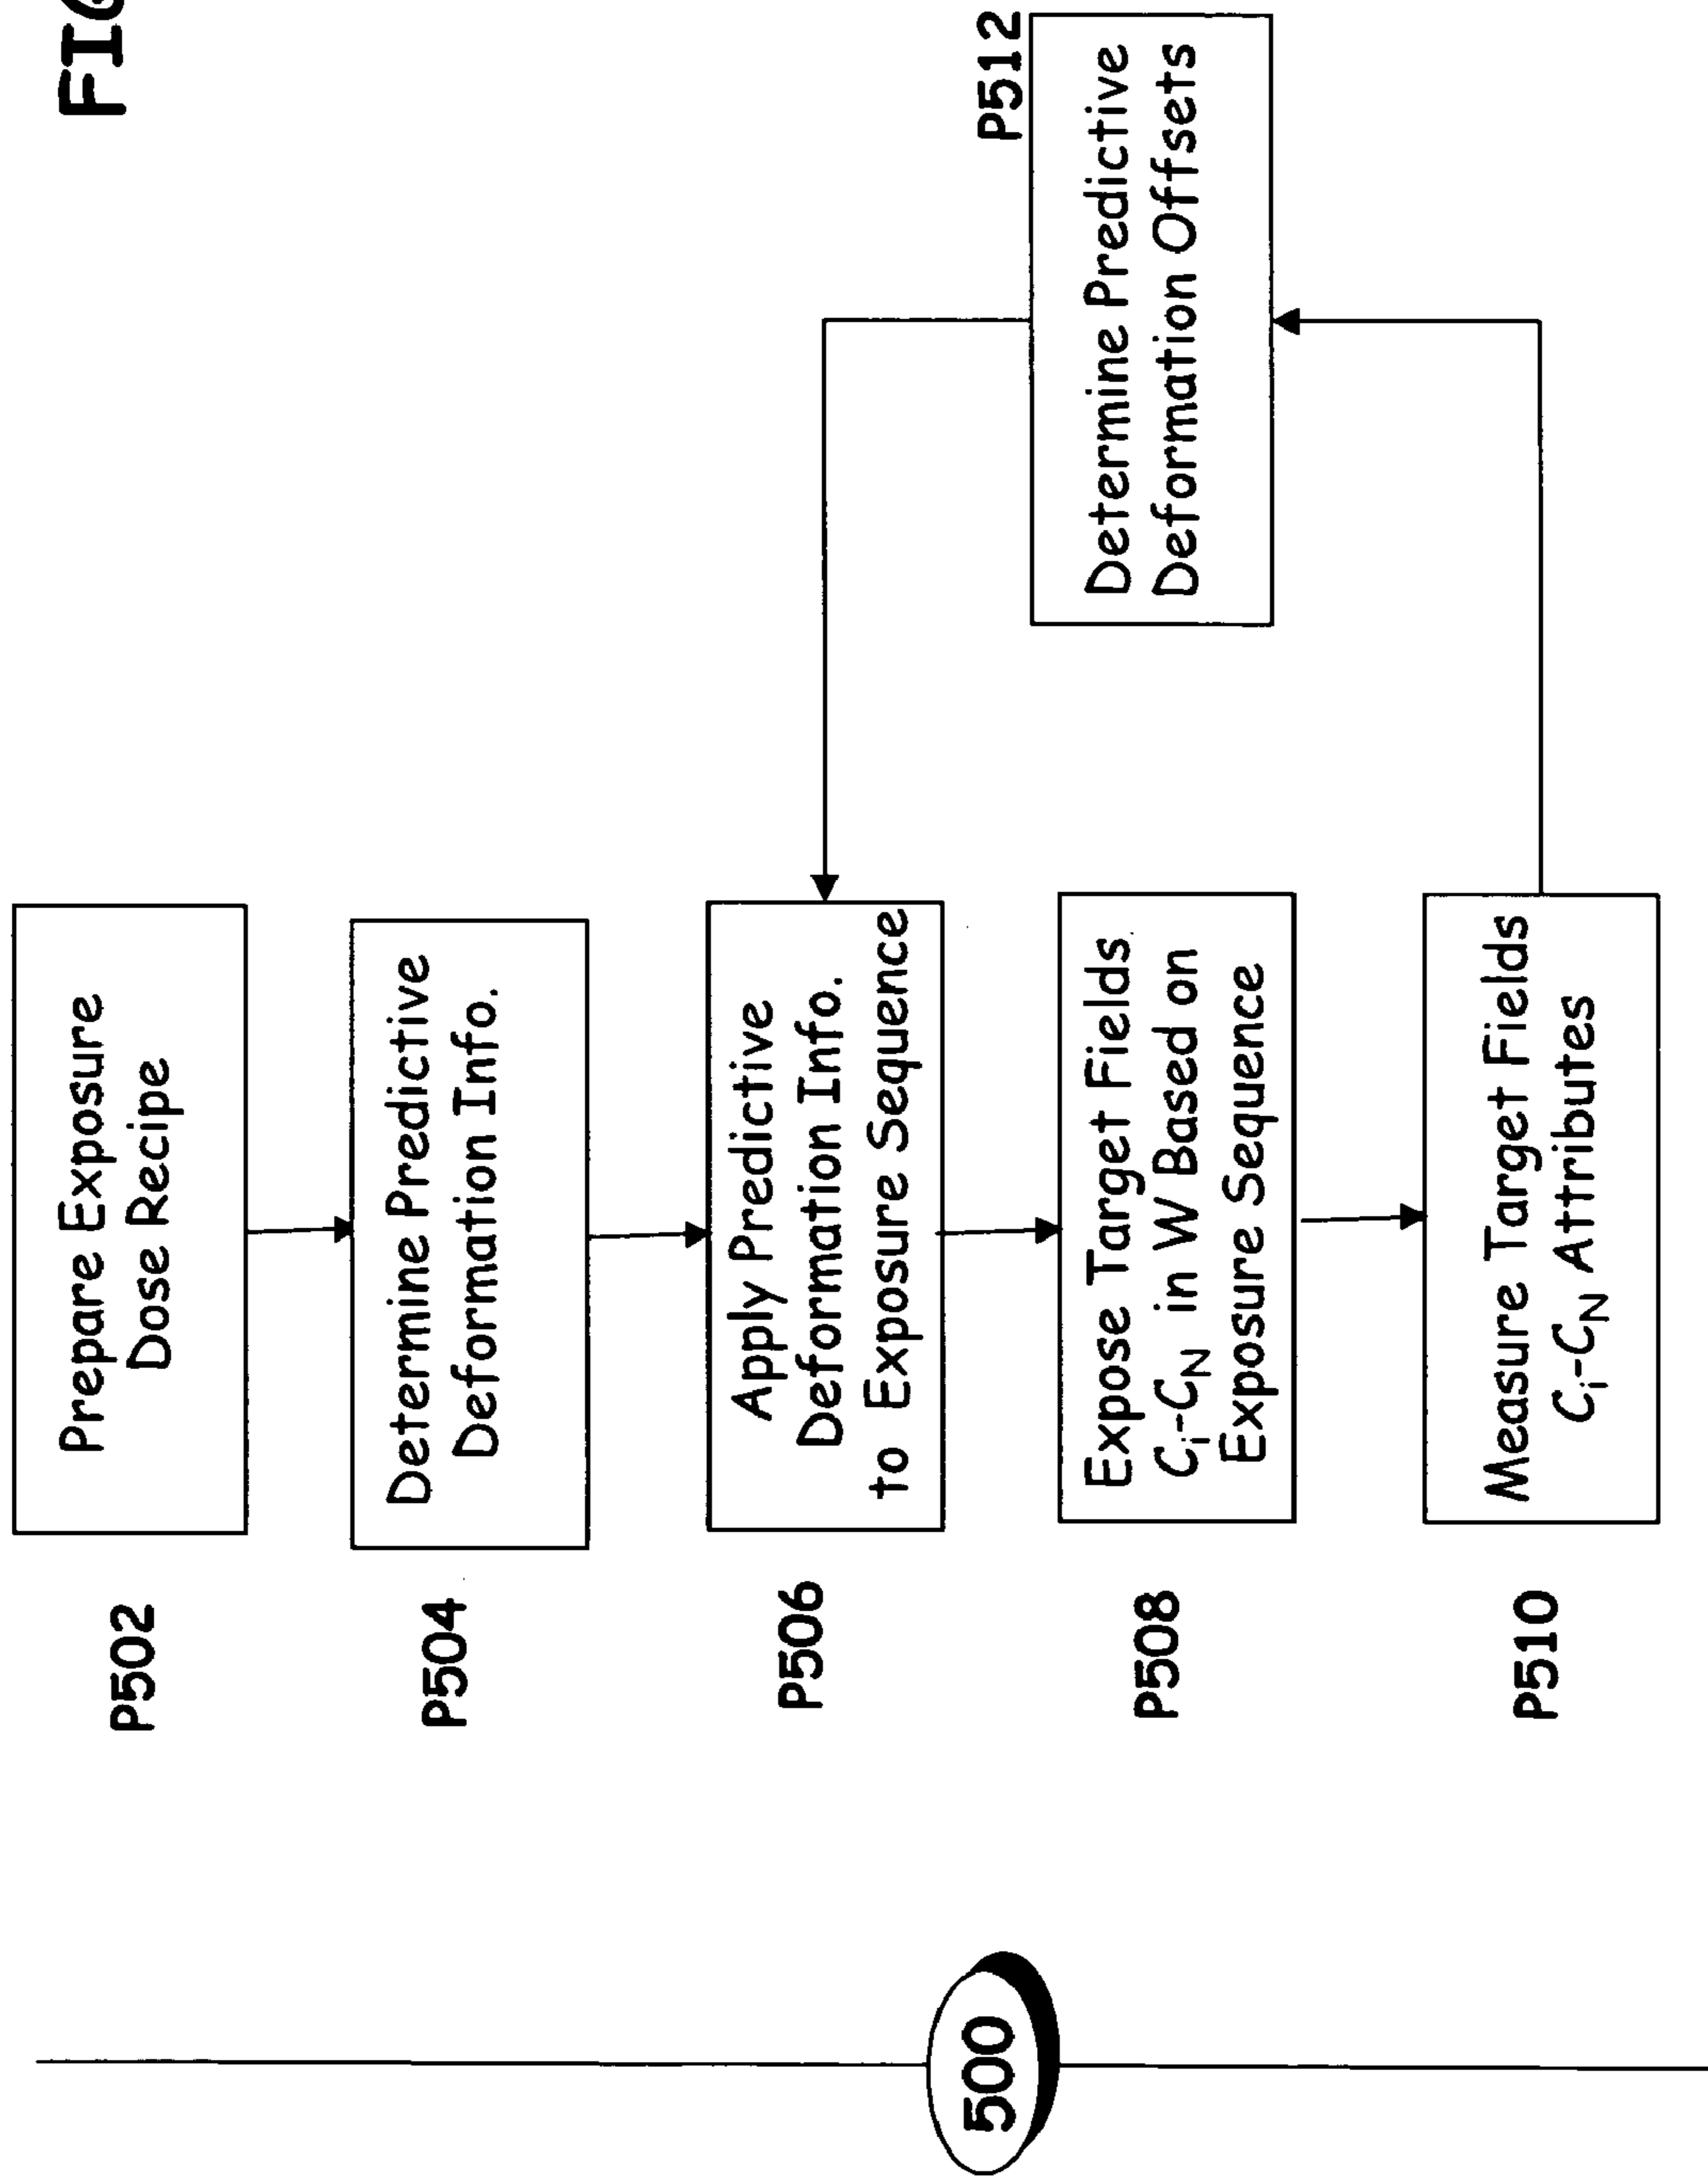 P502
Prepare Exposure
Dose Recipe
P504
Determine Predictive
Deformation Info.
P506
Apply Predictive
Deformation Info.
to Exposure Sequence
P508
Expose Target Fields
Ci-CN in W Based on
Exposure Sequence
P510
Measure Target Fields
Ci-CN Attributes
P512
Determine Predictive
Deformation Offsets
500